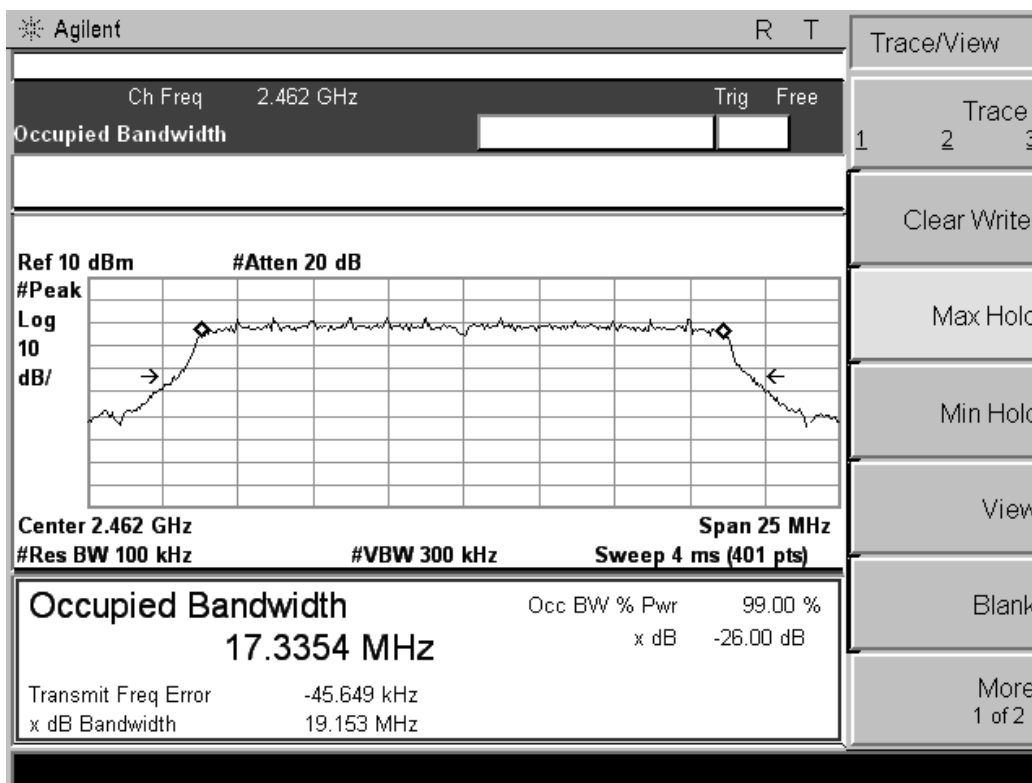 Agilent R T
Ch Freq 2.462 GHz Trig Free
Occupied Bandwidth
Ref 10 dBm #Atten 20 dB
#Peak
Log
10
dB/
Center 2.462 GHz Span 25 MHz
#Res BW 100 kHz #VBW 300 kHz Sweep 4 ms (401 pts)
Occupied Bandwidth
17.3354 MHz
Occ BW % Pwr 99.00 %
x dB -26.00 dB
Transmit Freq Error -45.649 kHz
x dB Bandwidth 19.153 MHz
Trace/View
Trace
1 2 3
Clear Write
Max Hold
Min Hold
View
Blank
More
1 of 2